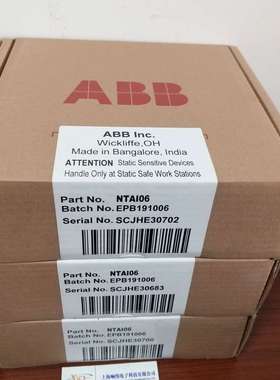 ABB
ABB Inc.
Wickliffe,OH
Made in Bangalore, India
ATTENTION Static Sensitive Devices
Handle Only at Static Safe Work Stations
Part No. NTAI06
Batch No. EPB191006
Serial No. SCJHE30702
Part No. NTAI06
Batch No. EPB191006
Serial No. SCJHE30683
Part No. NTAI06
Batch No. EPB191006
Serial No. SCJHE30700